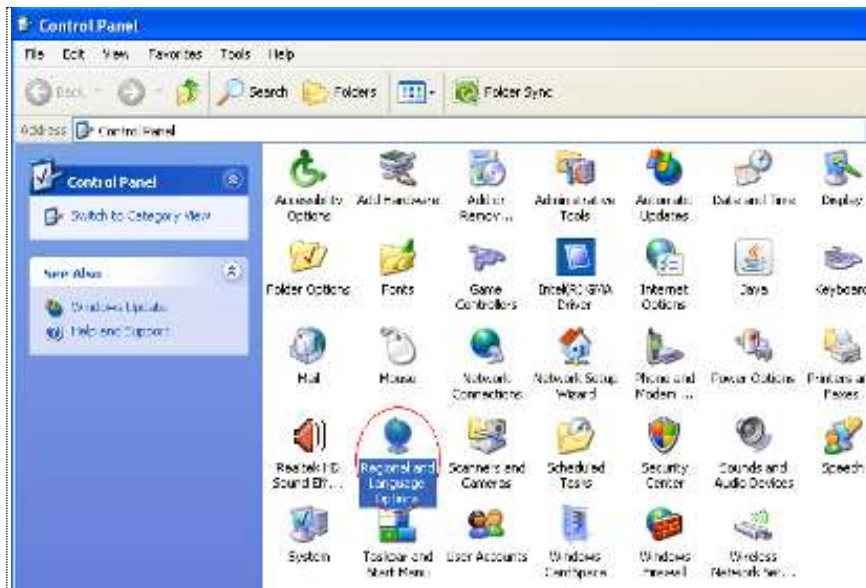 Control Panel
File Edit View Favorites Tools Help
Back Search Folders Folder Sync
Address Control Panel
Control Panel
Switch to Category View
See Also
Windows Update
Help and Support
Accessibility Options
Add Hardware
Add or Remov...
Administrative Tools
Automatic Updates
Date and Time
Display
Folder Options
Fonts
Game Controllers
Intel(R) GMA Driver
Internet Options
Java
Keyboard
Mail
Mouse
Network Connections
Network Setup Wizard
Phone and Modem ...
Power Options
Printers an
Faxes
Realtek HD Sound Eff...
Regional and Language Options
Scanners and Cameras
Scheduled Tasks
Security Center
Sounds and Audio Devices
Speech
System
Taskbar and Start Menu
User Accounts
Windows CardSpace
Windows Firewall
Wireless Network Set...